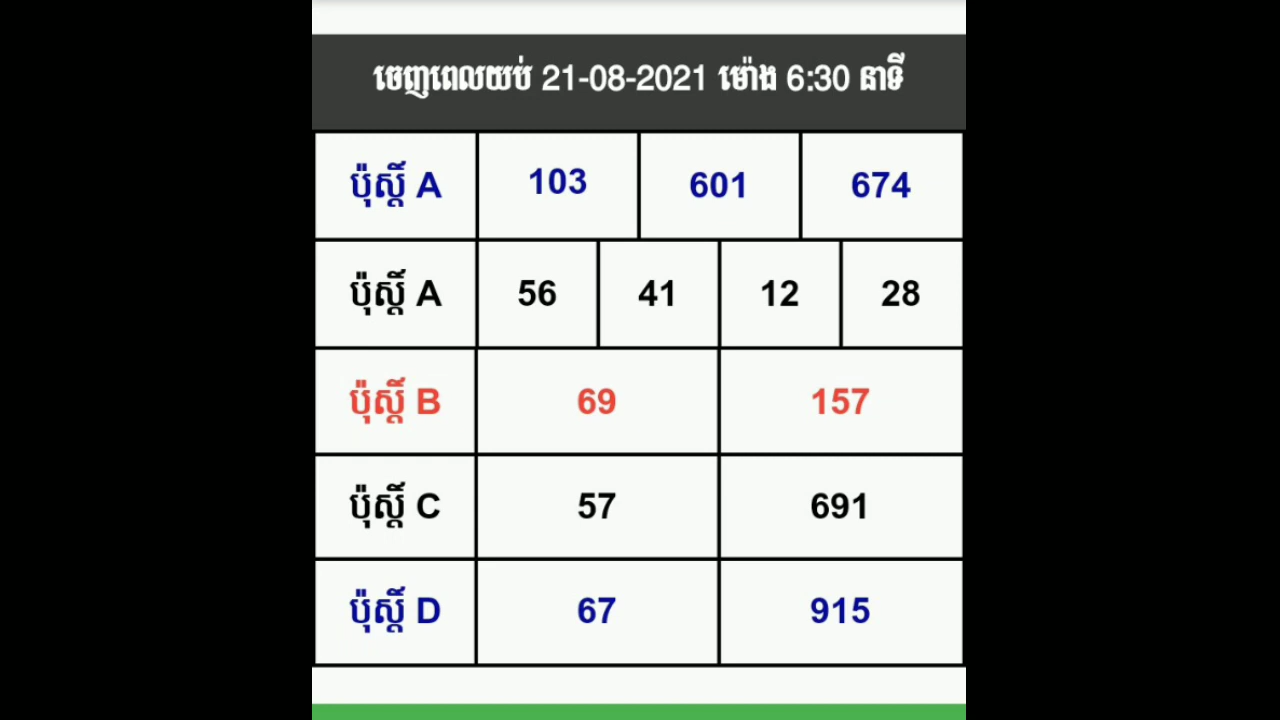 ចេញពេលយប់ 21-08-2021 ម៉ោង 6:30 នាទី
ប៉ុស្តិ៍ A 103 601 674
ប៉ុស្តិ៍ A 56 41 12 28
ប៉ុស្តិ៍ B 69 157
ប៉ុស្តិ៍ C 57 691
ប៉ុស្តិ៍ D 67 915